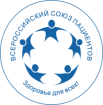 ВСЕРОССИЙСКИЙ СОЮЗ ПАЦИЕНТОВ
Здоровье для всех!